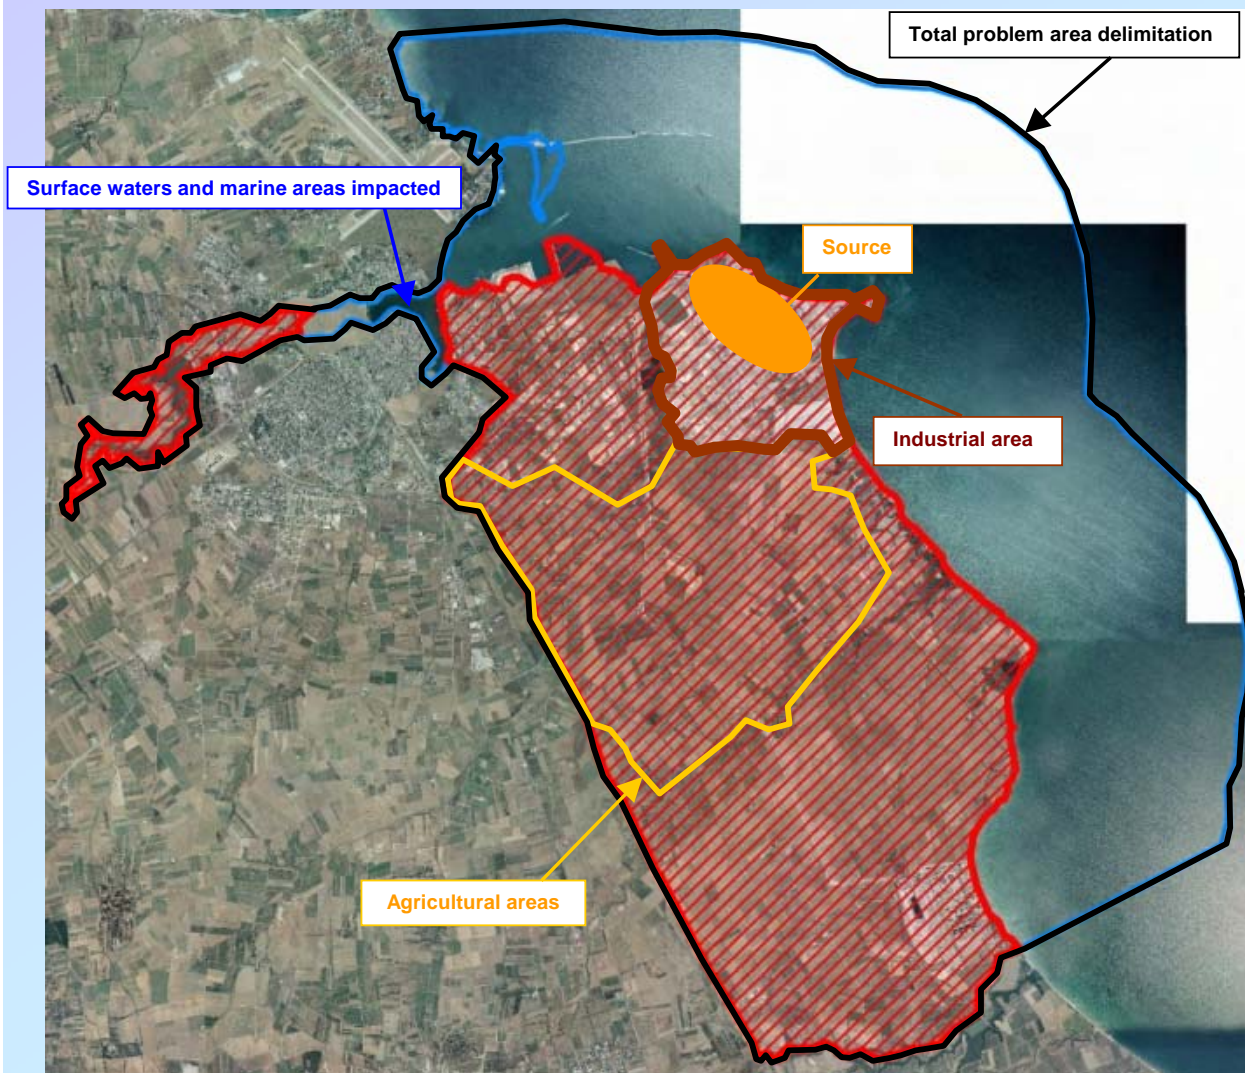 Total problem area delimitation
Surface waters and marine areas impacted
Source
Industrial area
Agricultural areas